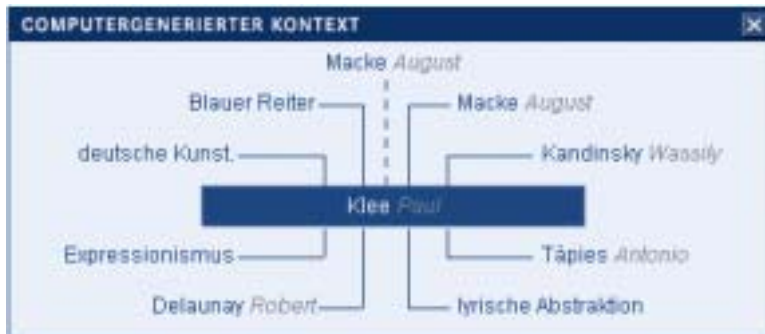 COMPUTERGENERIERTER KONTEXT
Macke August
Blauer Reiter
Macke August
deutsche Kunst.
Kandinsky Wassily
Klee Paul
Expressionismus
Tàpies Antonio
Delaunay Robert
lyrische Abstraktion